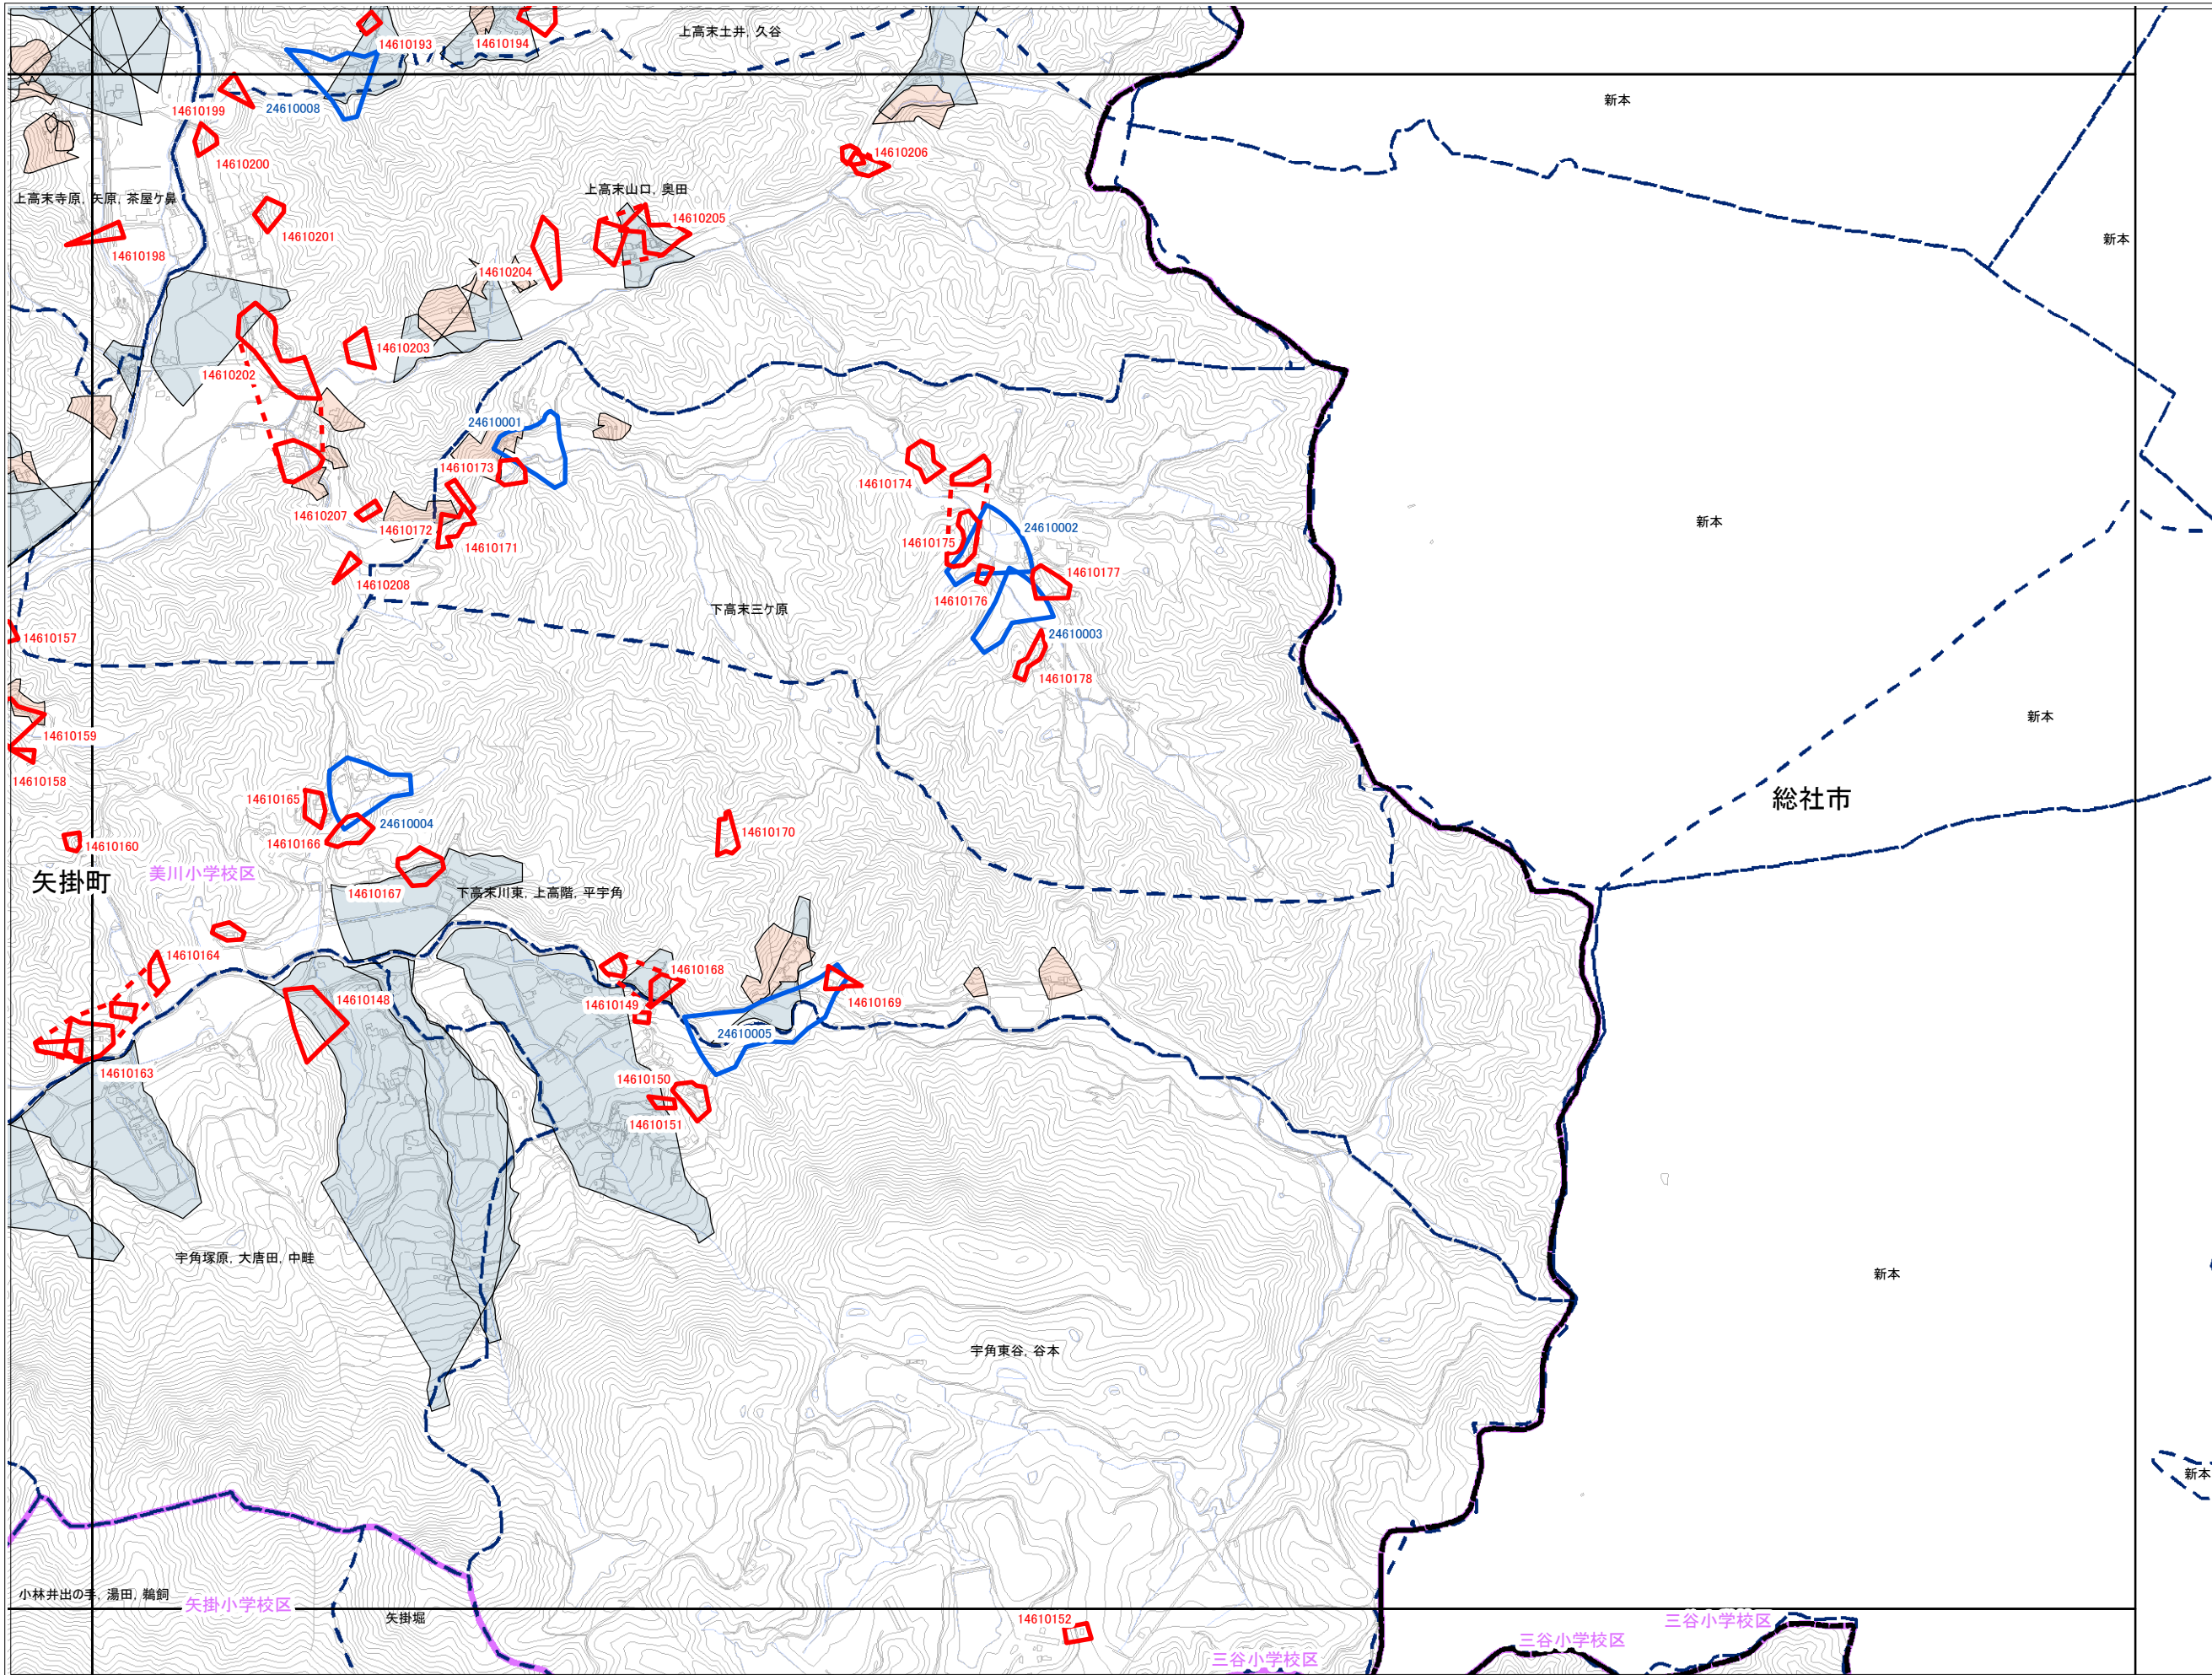 上高末土井, 久谷
14610193
14610194
新本
14610199
24610008
14610200
14610206
上高末寺原, 矢原, 茶屋ケ鼻
上高末山口, 奥田
14610205
14610201
新本
14610198
14610204
14610203
14610202
24610001
14610173
14610174
14610207
14610172
14610171
24610002
新本
14610175
14610208
14610177
14610176
下高末三ケ原
14610157
24610003
14610178
14610159
新本
14610158
14610165
総社市
24610004
14610166
14610170
14610160
矢掛町
美川小学校区
14610167
下高末川東, 上高階, 平宇角
14610164
14610168
14610148
14610149
14610169
24610005
14610163
14610150
14610151
宇角塚原, 大唐田, 中畦
新本
宇角東谷, 谷本
新本
小林井出の手, 湯田, 鵜飼
矢掛小学校区
矢掛堀
14610152
三谷小学校区
三谷小学校区
三谷小学校区